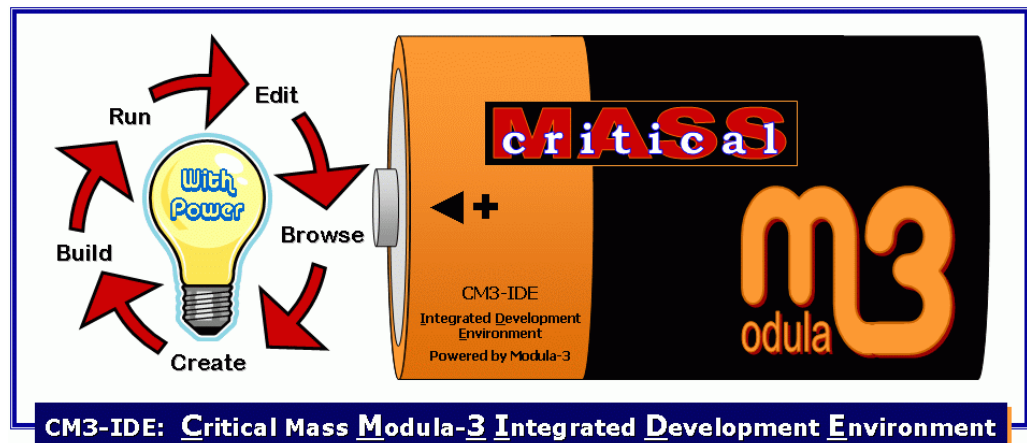 Edit
Run
With
Power
Browse
Build
Create
MASS
critical
+
CM3-IDE
Integrated Development
Environment
Powered by Modula-3
m3
odula
CM3-IDE: Critical Mass Modula-3 Integrated Development Environment